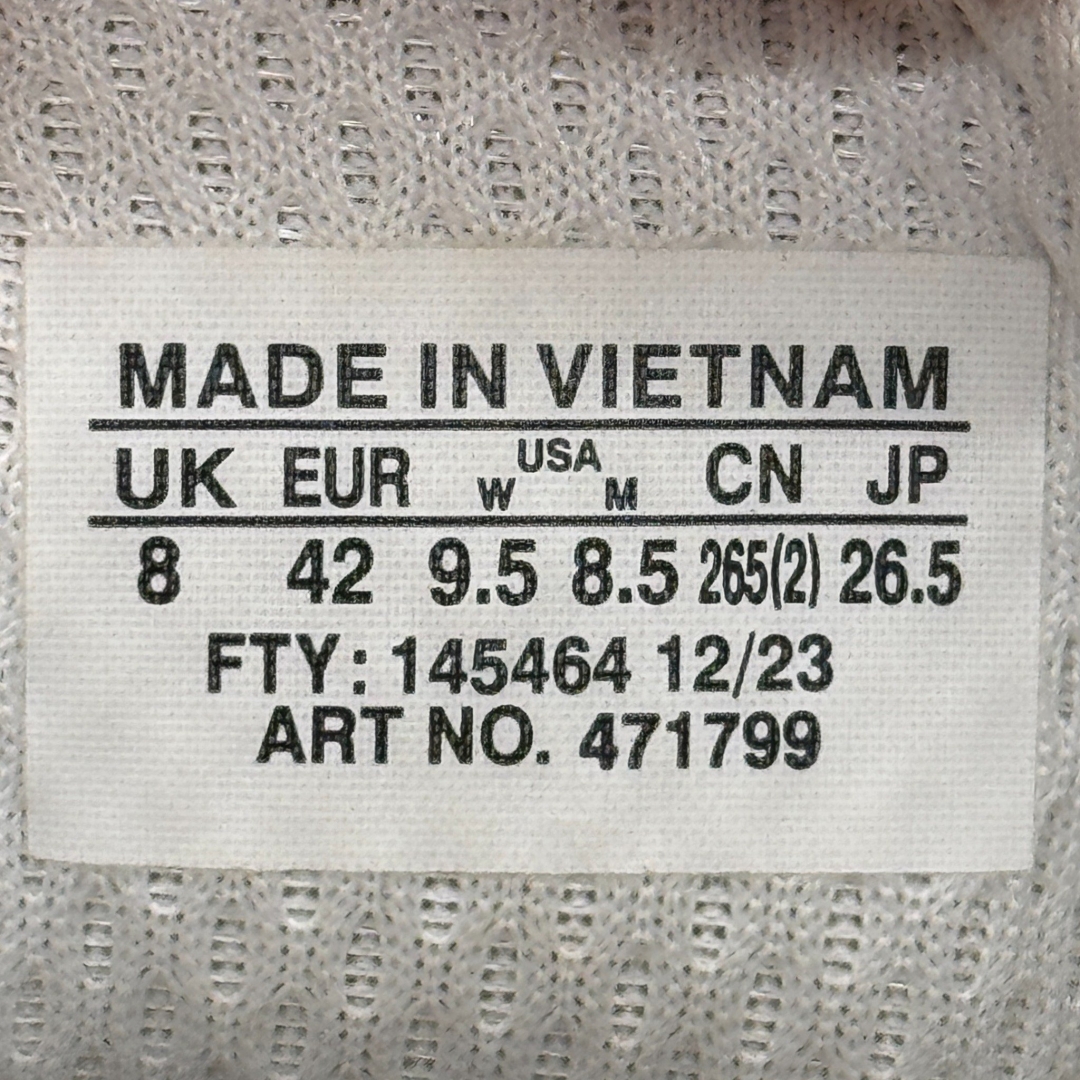 MADE IN VIETNAM
UK EUR USA W M CN JP
8 42 9.5 8.5 265(2) 26.5
FTY: 145464 12/23
ART NO. 471799